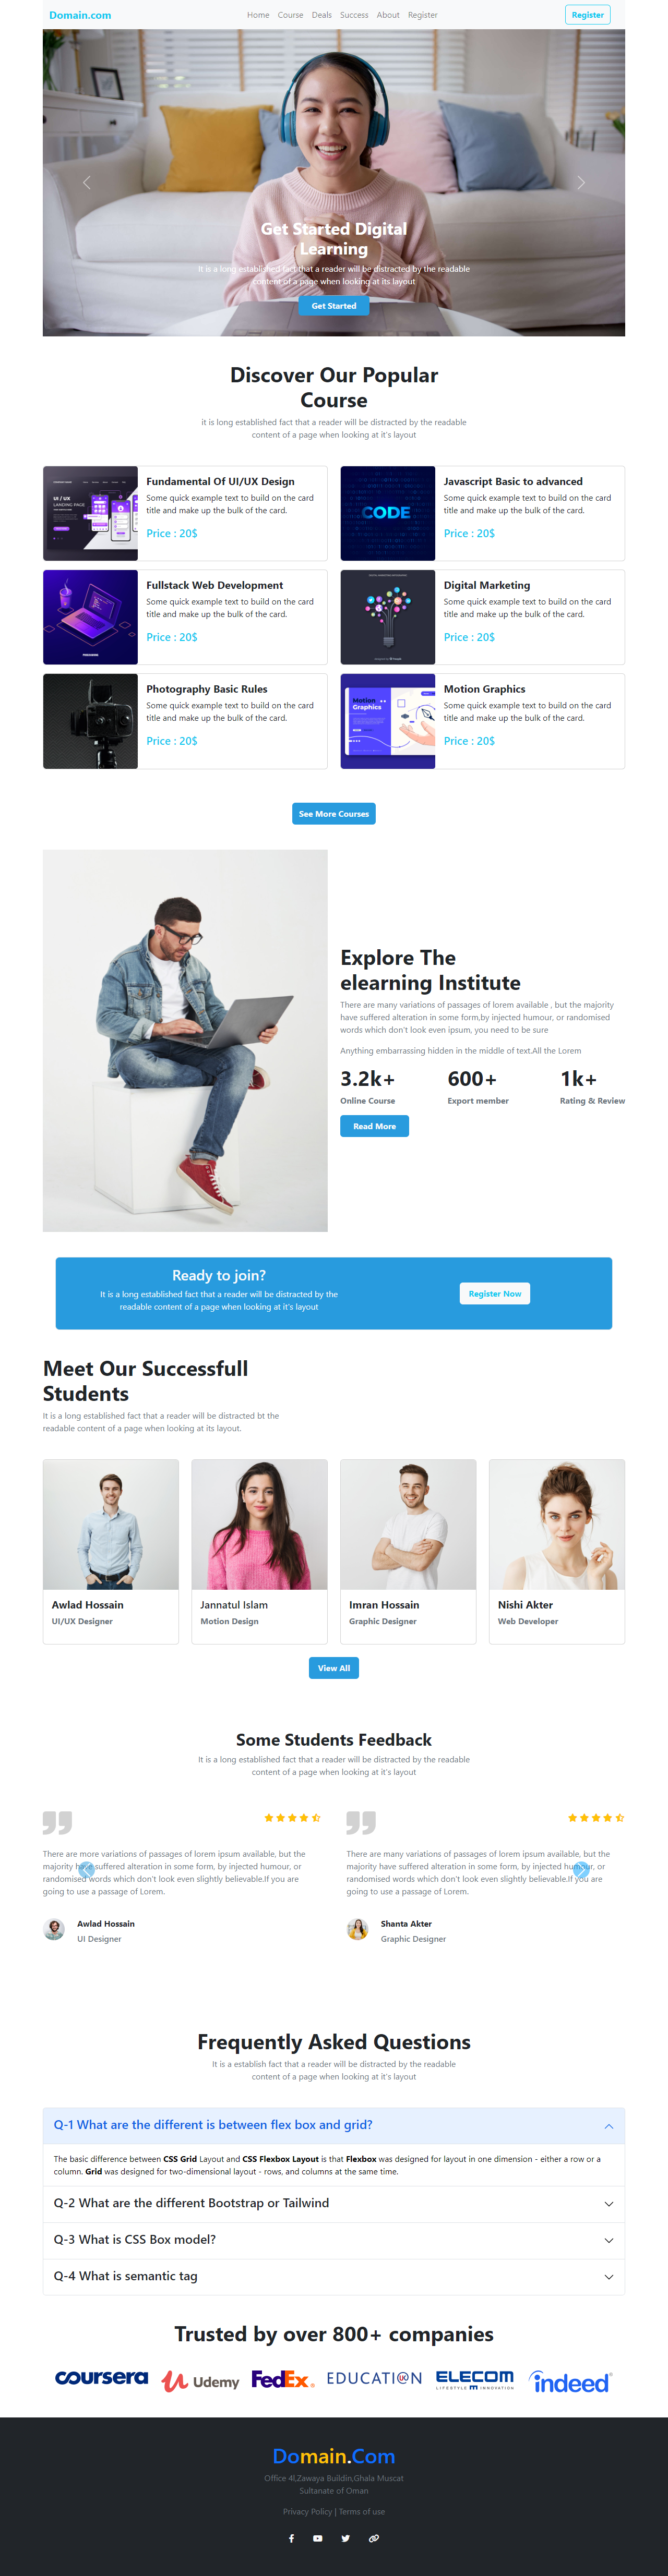 Domain.com
Home Course Deals Success About Register
Register
Get Started Digital
Learning
It is a long established fact that a reader will be distracted by the readable
content of a page when looking at its layout
Get Started
Discover Our Popular
Course
it is long established fact that a reader will be distracted by the readable
content of a page when looking at it's layout
UI / UX
LANDING PAGE
Fundamental Of UI/UX Design
Some quick example text to build on the card
title and make up the bulk of the card.
Price : 20$
CODE
Javascript Basic to advanced
Some quick example text to build on the card
title and make up the bulk of the card.
Price : 20$
Fullstack Web Development
Some quick example text to build on the card
title and make up the bulk of the card.
Price : 20$
Digital Marketing
Some quick example text to build on the card
title and make up the bulk of the card.
Price : 20$
Photography Basic Rules
Some quick example text to build on the card
title and make up the bulk of the card.
Price : 20$
Motion
Graphics
Motion Graphics
Some quick example text to build on the card
title and make up the bulk of the card.
Price : 20$
See More Courses
Explore The
elearning Institute
There are many variations of passages of lorem available , but the majority
have suffered alteration in some form,by injected humour, or randomised
words which don't look even ipsum, you need to be sure
Anything embarrassing hidden in the middle of text.All the Lorem
3.2k+ 600+ 1k+
Online Course Export member Rating & Review
Read More
Ready to join?
It is a long established fact that a reader will be distracted by the
readable content of a page when looking at it's layout
Register Now
Meet Our Successfull
Students
It is a long established fact that a reader will be distracted bt the
readable content of a page when looking at its layout.
Awlad Hossain
UI/UX Designer
Jannatul Islam
Motion Design
Imran Hossain
Graphic Designer
Nishi Akter
Web Developer
View All
Some Students Feedback
It is a long established fact that a reader will be distracted by the readable
content of a page when looking at it's layout
There are more variations of passages of lorem ipsum available, but the
majority have suffered alteration in some form, by injected humour, or
randomised words which don't look even slightly believable.If you are
going to use a passage of Lorem.
Awlad Hossain
UI Designer
There are many variations of passages of lorem ipsum available, but the
majority have suffered alteration in some form, by injected humour, or
randomised words which don't look even slightly believable.If you are
going to use a passage of Lorem.
Shanta Akter
Graphic Designer
Frequently Asked Questions
It is a establish fact that a reader will be distracted by the readable
content of a page when looking at it's layout
Q-1 What are the different is between flex box and grid?
The basic difference between CSS Grid Layout and CSS Flexbox Layout is that Flexbox was designed for layout in one dimension - either a row or a
column. Grid was designed for two-dimensional layout - rows, and columns at the same time.
Q-2 What are the different Bootstrap or Tailwind
Q-3 What is CSS Box model?
Q-4 What is semantic tag
Trusted by over 800+ companies
coursera Udemy FedEx EDUCATION UK ELECOM indeed
LIFESTYLE INNOVATION
Domain.Com
Office 4l,Zawaya Buildin,Ghala Muscat
Sultanate of Oman
Privacy Policy | Terms of use